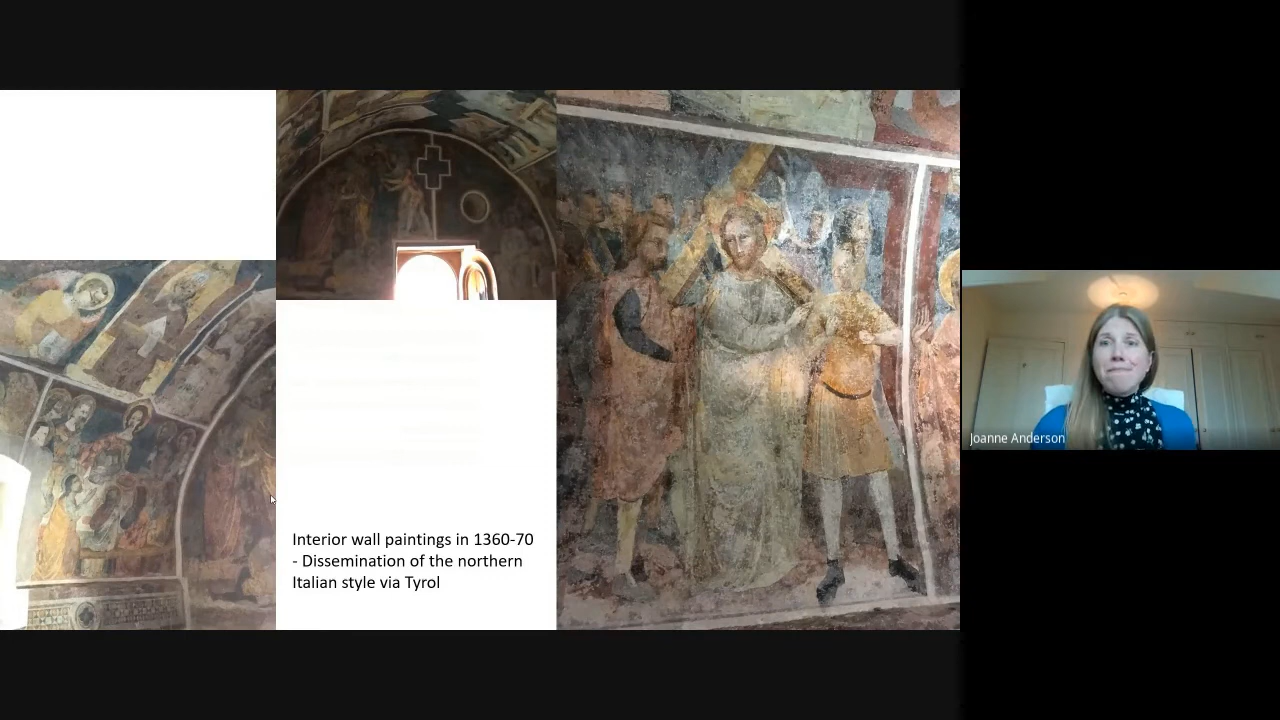 Interior wall paintings in 1360-70
- Dissemination of the northern
Italian style via Tyrol
Joanne Anderson